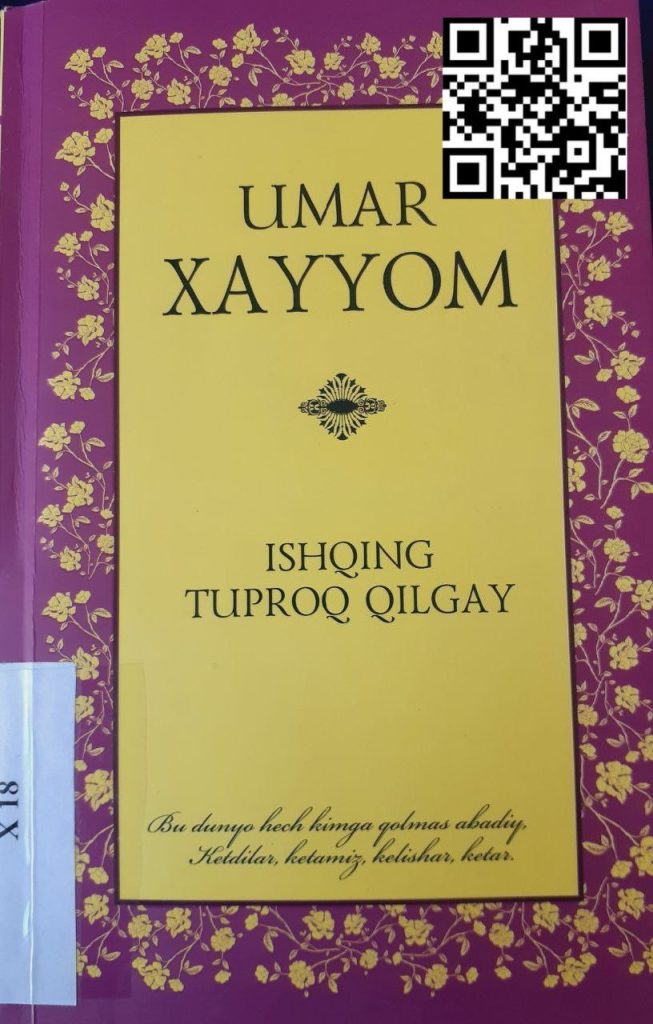 UMAR
XAYYOM
ISHQING
TUPROQ QILGAY
Bu dunyo hech kimga qolmas abadiy,
Ketdilar, ketamiz, kelishar, ketar.
X 18